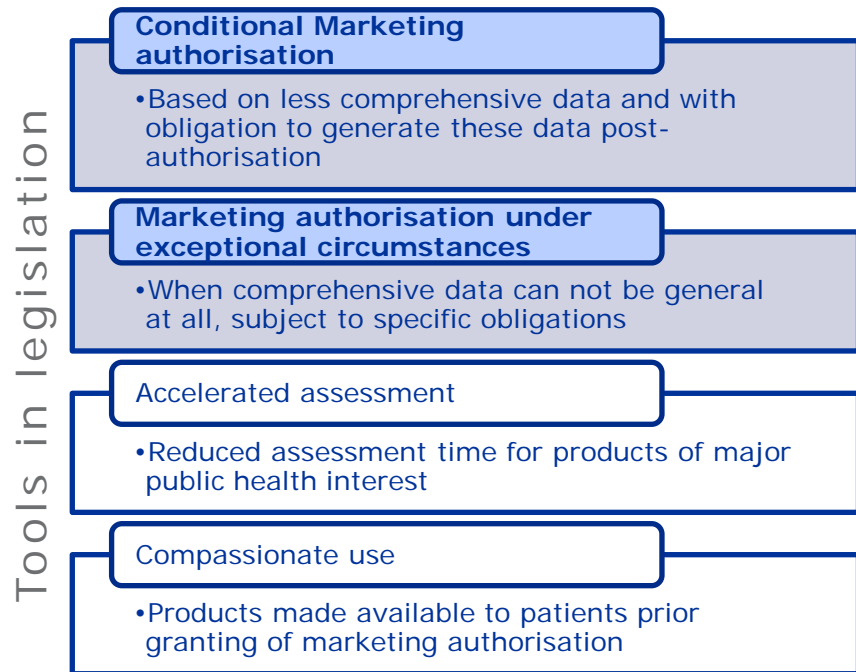 Tools in legislation
Conditional Marketing
authorisation
•Based on less comprehensive data and with
obligation to generate these data post-
authorisation
Marketing authorisation under
exceptional circumstances
•When comprehensive data can not be general
at all, subject to specific obligations
Accelerated assessment
•Reduced assessment time for products of major
public health interest
Compassionate use
•Products made available to patients prior
granting of marketing authorisation